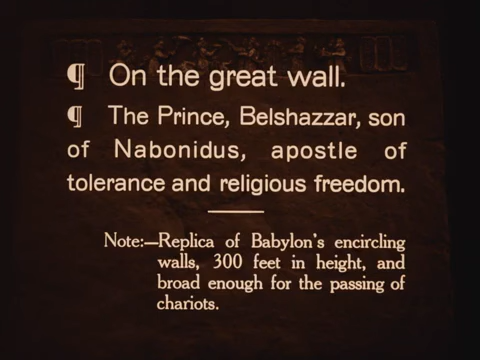 ¶ On the great wall.
¶ The Prince, Belshazzar, son
of Nabonidus, apostle of
tolerance and religious freedom.
Note:—Replica of Babylon's encircling
walls, 300 feet in height, and
broad enough for the passing of
chariots.